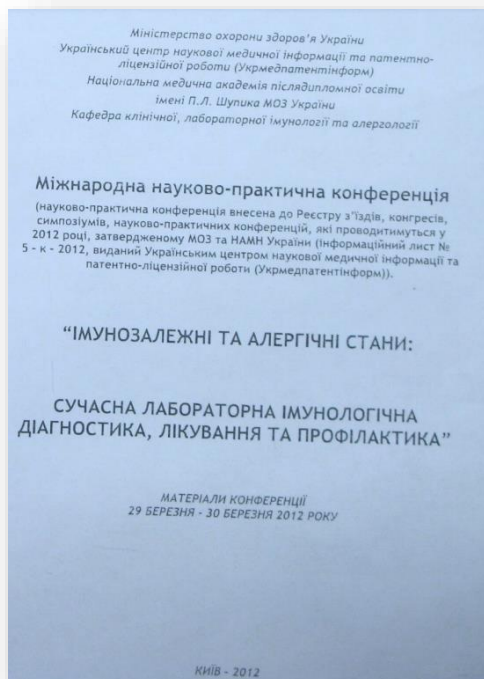 Міністерство охорони здоров’я України
Український центр наукової медичної інформації та патентно-
ліцензійної роботи (Укрмедпатентінформ)
Національна медична академія післядипломної освіти
імені П.Л. Шупика МОЗ України
Кафедра клінічної, лабораторної імунології та алергології
Міжнародна науково-практична конференція
(науково-практична конференція внесена до Реєстру з’їздів, конгресів,
симпозіумів, науково-практичних конференцій, які проводитимуться у
2012 році, затвердженому МОЗ та НАМН України (інформаційний лист №
5 - к - 2012, виданий Українським центром наукової медичної інформації та
патентно-ліцензійної роботи (Укрмедпатентінформ)).
“ІМУНОЗАЛЕЖНІ ТА АЛЕРГІЧНІ СТАНИ:
СУЧАСНА ЛАБОРАТОРНА ІМУНОЛОГІЧНА
ДІАГНОСТИКА, ЛІКУВАННЯ ТА ПРОФІЛАКТИКА”
МАТЕРІАЛИ КОНФЕРЕНЦІЇ
29 БЕРЕЗНЯ - 30 БЕРЕЗНЯ 2012 РОКУ
КИЇВ - 2012